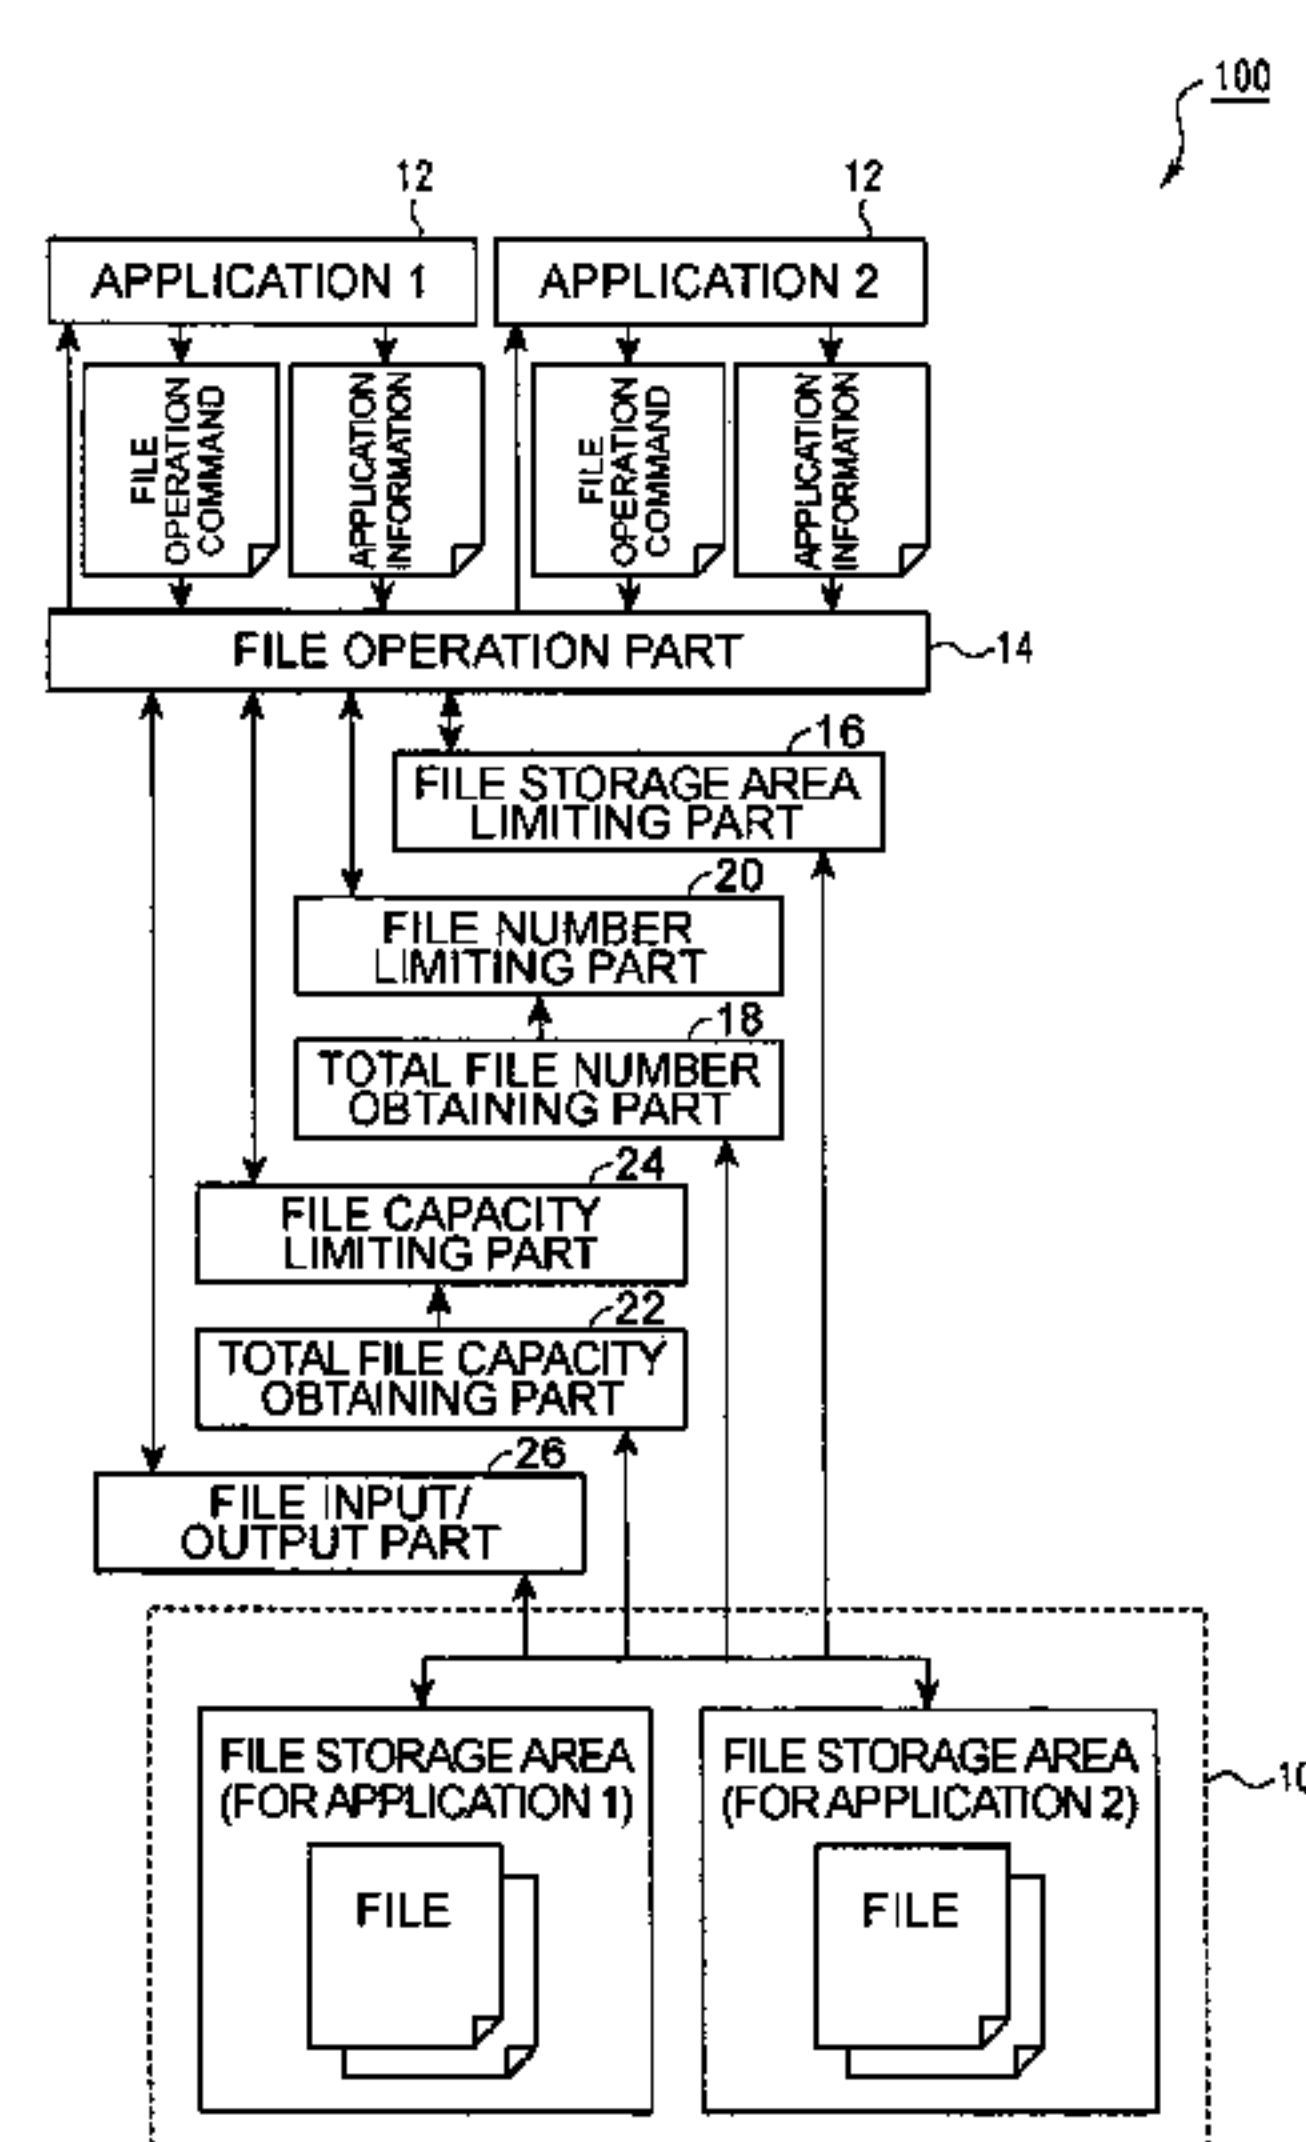 100
12
12
APPLICATION 1
APPLICATION 2
FILE
OPERATION
COMMAND
APPLICATION
INFORMATION
FILE
OPERATION
COMMAND
APPLICATION
INFORMATION
FILE OPERATION PART
14
16
FILE STORAGE AREA
LIMITING PART
20
FILE NUMBER
LIMITING PART
18
TOTAL FILE NUMBER
OBTAINING PART
24
FILE CAPACITY
LIMITING PART
22
TOTAL FILE CAPACITY
OBTAINING PART
26
FILE INPUT/
OUTPUT PART
FILE STORAGE AREA
(FOR APPLICATION 1)
FILE STORAGE AREA
(FOR APPLICATION 2)
10
FILE
FILE